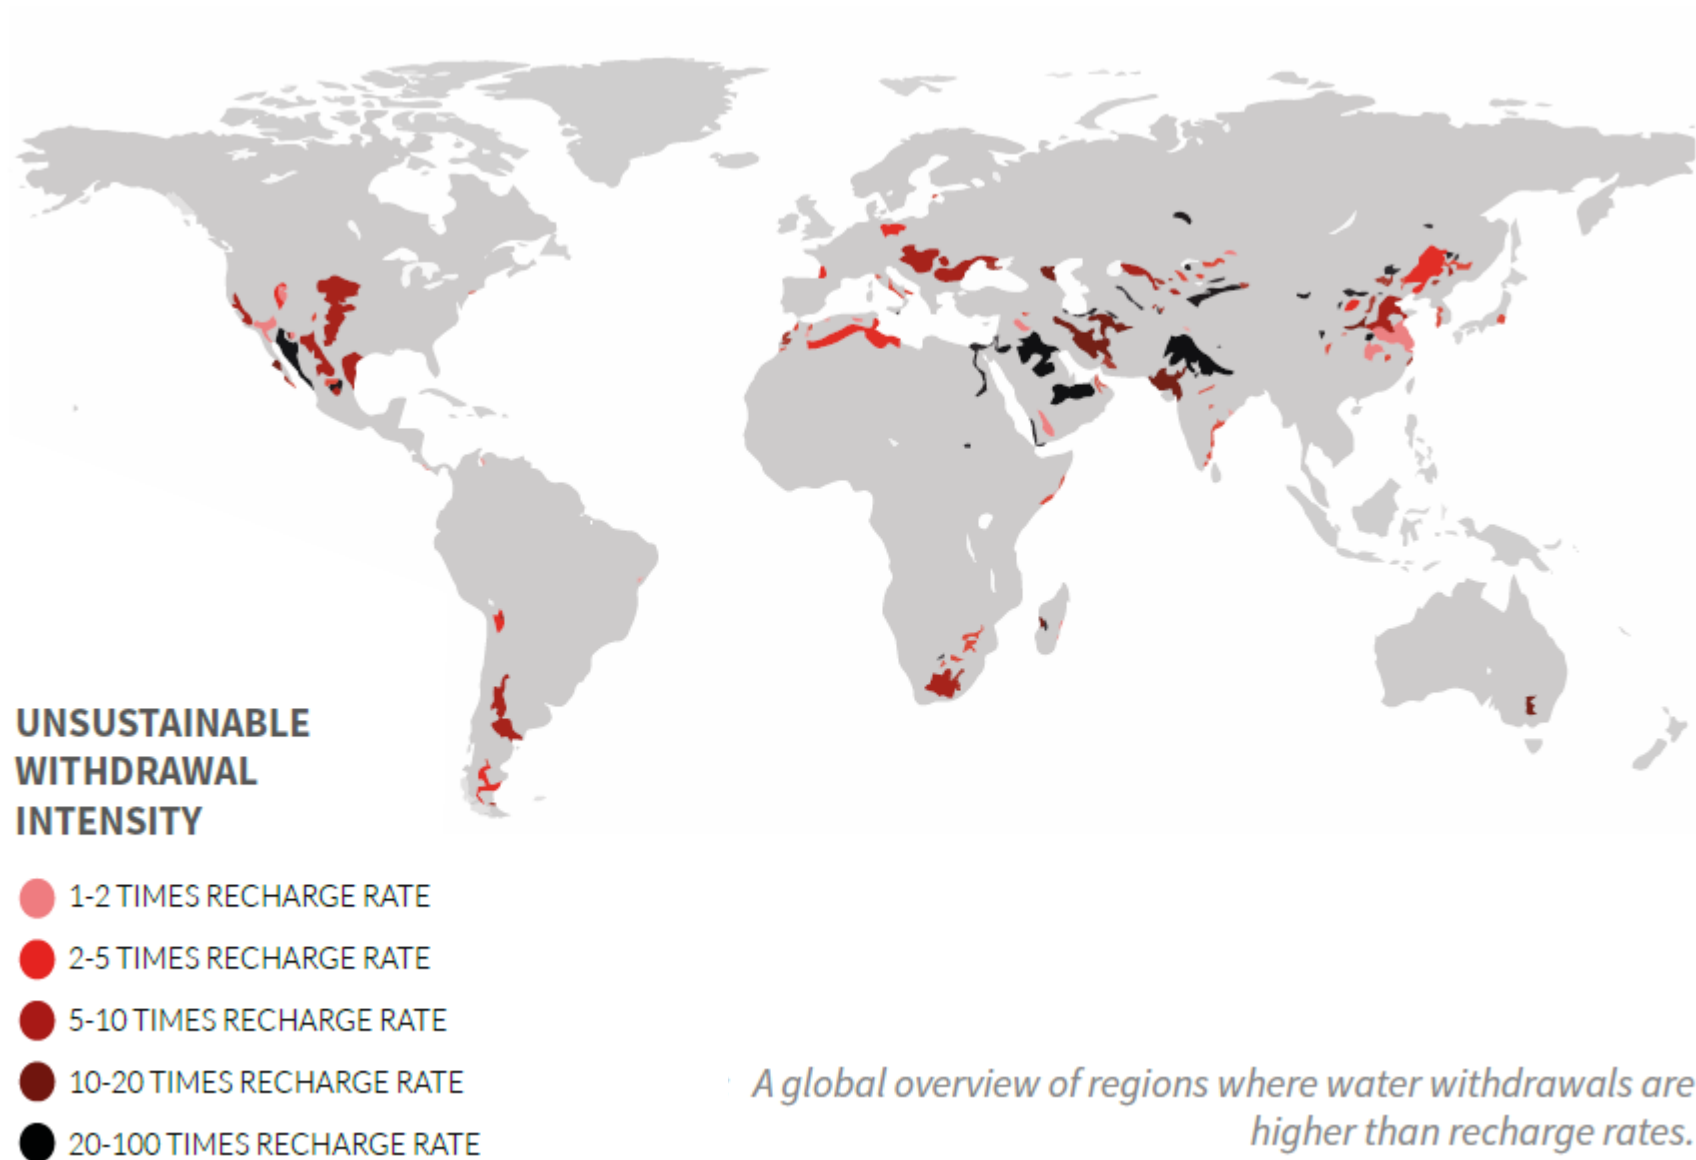 UNSUSTAINABLE
WITHDRAWAL
INTENSITY
1-2 TIMES RECHARGE RATE
2-5 TIMES RECHARGE RATE
5-10 TIMES RECHARGE RATE
10-20 TIMES RECHARGE RATE
20-100 TIMES RECHARGE RATE
A global overview of regions where water withdrawals are
higher than recharge rates.